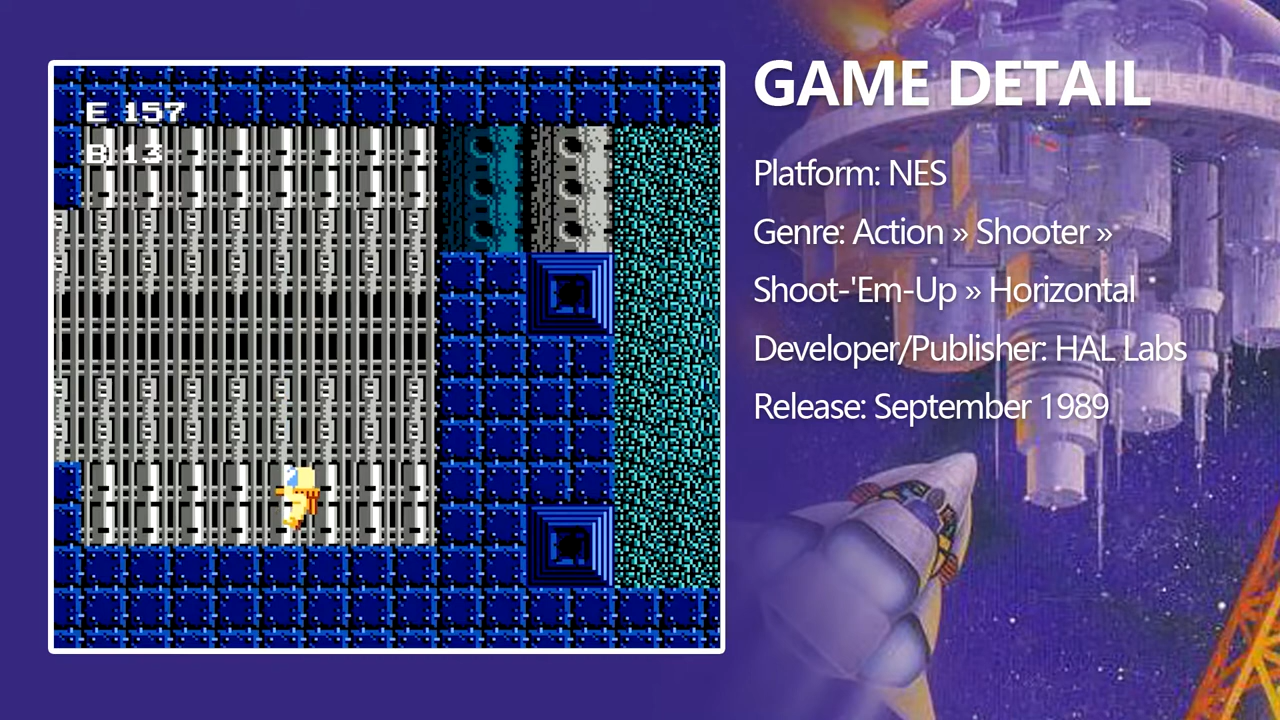 E 157
B 13
GAME DETAIL
Platform: NES
Genre: Action » Shooter »
Shoot-'Em-Up » Horizontal
Developer/Publisher: HAL Labs
Release: September 1989